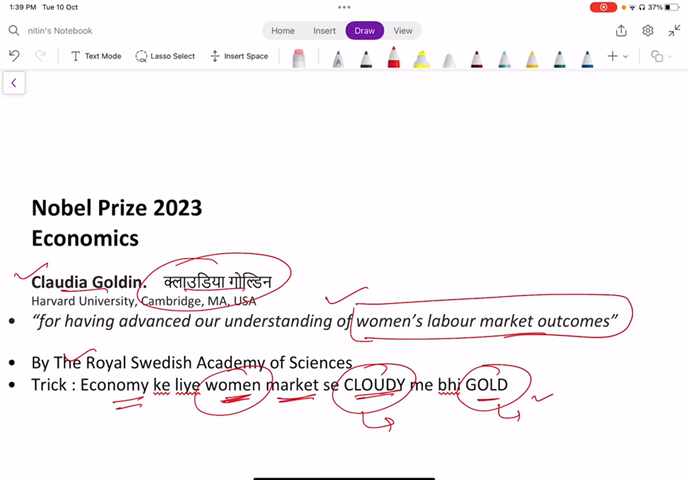 1:39 PM Tue 10 Oct
37%
nitin's Notebook
Home Insert Draw View
Text Mode Lasso Select Insert Space
Nobel Prize 2023
Economics
Claudia Goldin. क्लाउडिया गोल्डिन
Harvard University, Cambridge, MA, USA
• “for having advanced our understanding of women's labour market outcomes”
• By The Royal Swedish Academy of Sciences
• Trick : Economy ke liye women market se CLOUDY me bhi GOLD